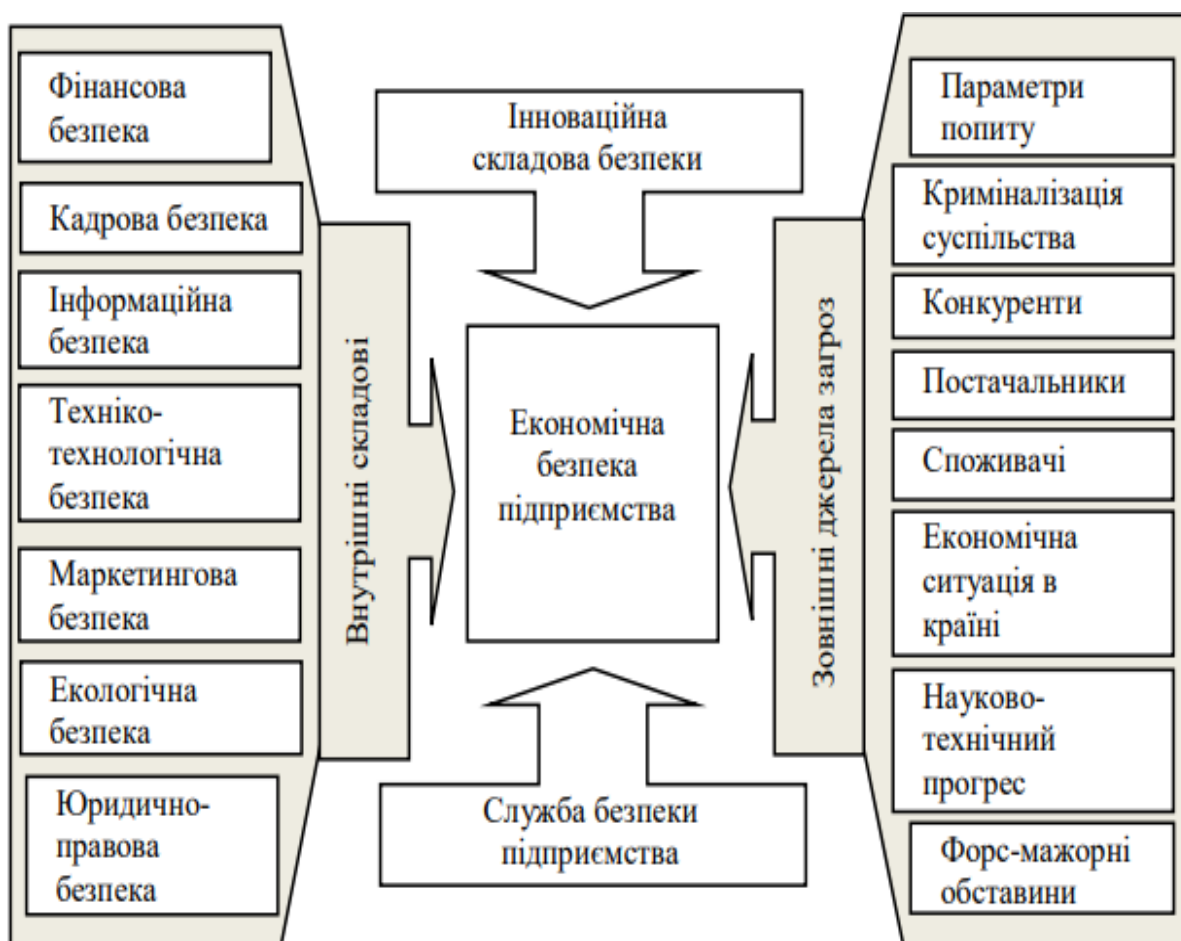 Фінансова
безпека
Кадрова безпека
Інформаційна
безпека
Техніко-
технологічна
безпека
Маркетингова
безпека
Екологічна
безпека
Юридично-
правова
безпека
Внутрішні складові
Інноваційна
складова безпеки
Економічна
безпека
підприємства
Служба безпеки
підприємства
Зовнішні джерела загроз
Параметри
попиту
Криміналізація
суспільства
Конкуренти
Постачальники
Споживачі
Економічна
ситуація в
країні
Науково-
технічний
прогрес
Форс-мажорні
обставини